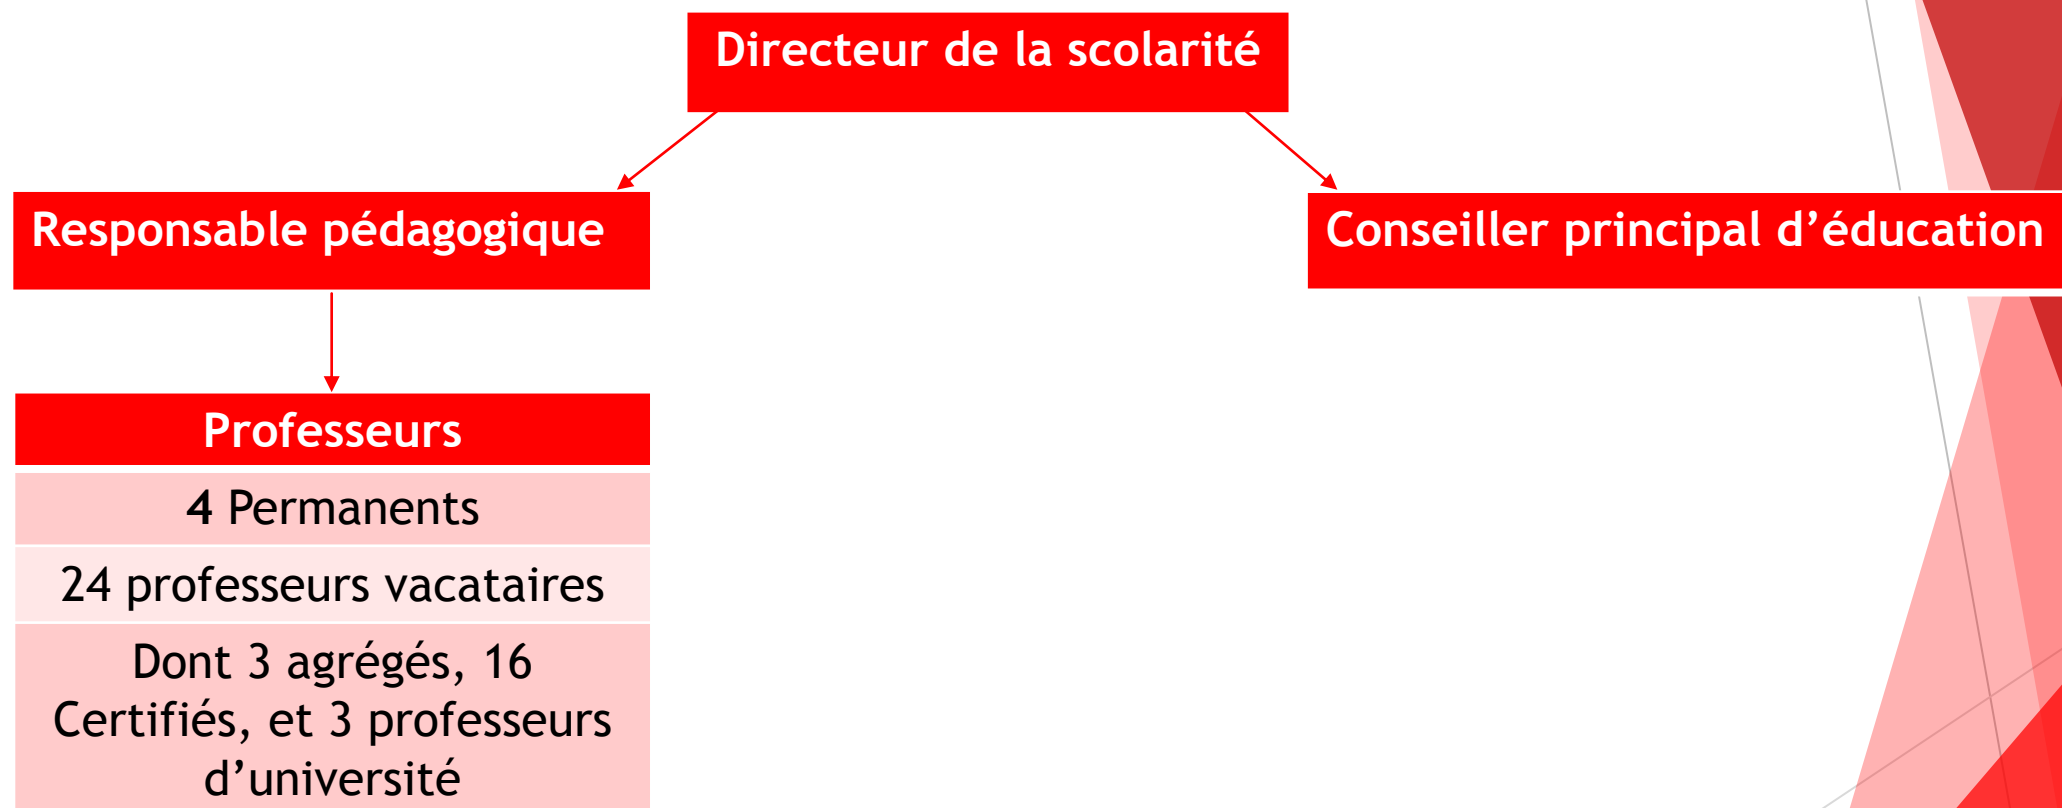 Directeur de la scolarité
Responsable pédagogique
Conseiller principal d’éducation
Professeurs
4 Permanents
24 professeurs vacataires
Dont 3 agrégés, 16
Certifiés, et 3 professeurs
d’université